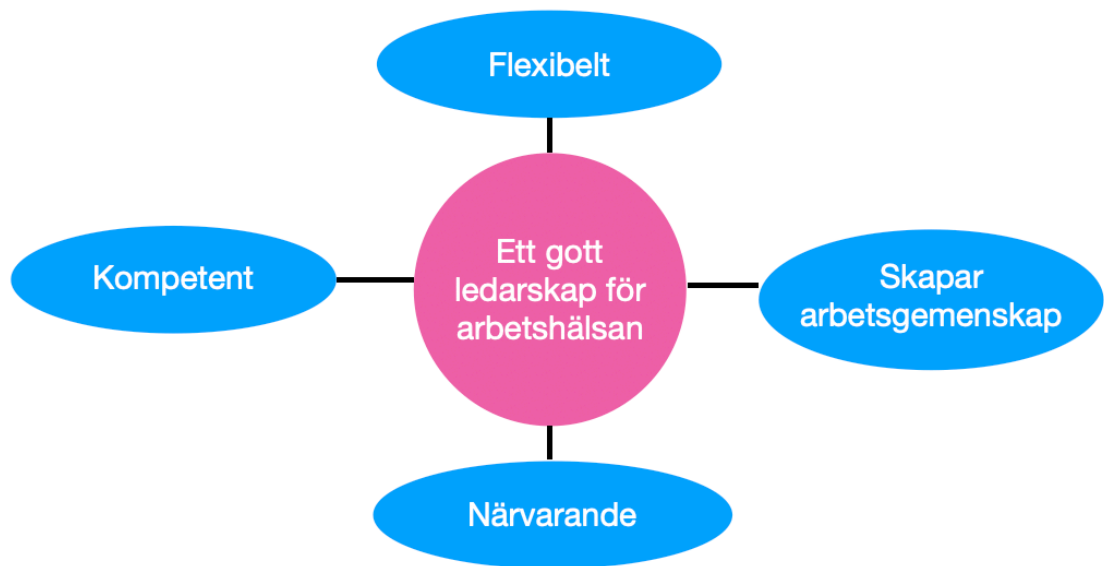 Flexibelt
Kompetent
Ett gott
ledarskap för
arbetshälsan
Skapar
arbetsgemenskap
Närvarande